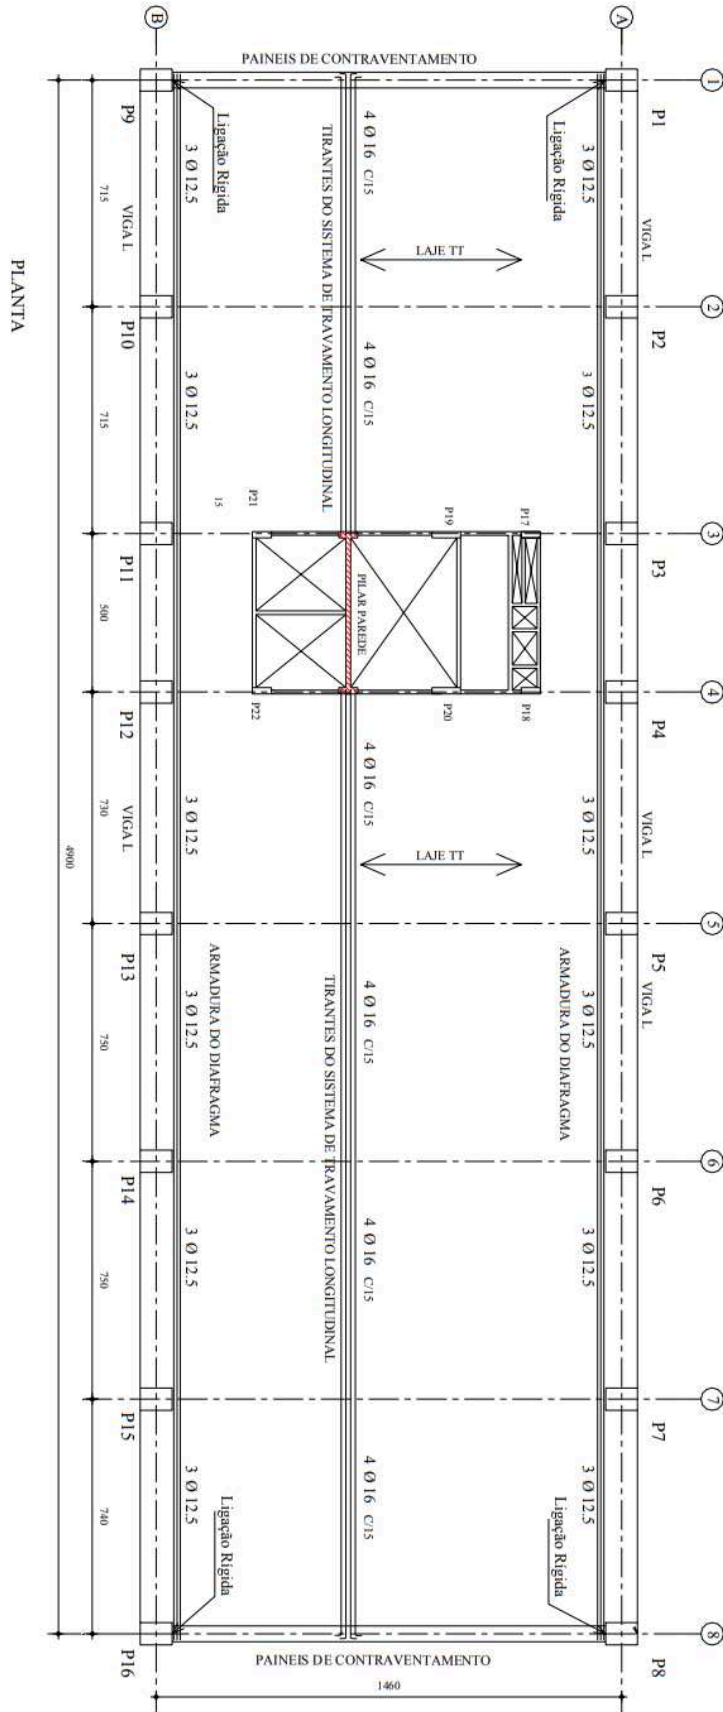 B
A
PAINEIS DE CONTRAVENTAMENTO
1
P9
P1
Ligação Rígida
Ligação Rígida
3 Ø 12.5
4 Ø 16 C/15
3 Ø 12.5
715
VIGA L
TIRANTES DO SISTEMA DE TRAVAMENTO LONGITUDINAL
LAJE TT
VIGA L
2
P10
P2
715
3 Ø 12.5
4 Ø 16 C/15
3 Ø 12.5
PLANTA
15
P21
P19
P17
3
P11
P3
500
PILAR PAREDE
4
P12
P22
P20
P18
P4
730
VIGA L
3 Ø 12.5
4 Ø 16 C/15
LAJE TT
3 Ø 12.5
VIGA L
4900
5
P13
P5
VIGA L
750
3 Ø 12.5
ARMADURA DO DIAFRAGMA
TIRANTES DO SISTEMA DE TRAVAMENTO LONGITUDINAL
4 Ø 16 C/15
ARMADURA DO DIAFRAGMA
3 Ø 12.5
6
P14
P6
750
3 Ø 12.5
4 Ø 16 C/15
3 Ø 12.5
7
P15
P7
740
3 Ø 12.5
4 Ø 16 C/15
3 Ø 12.5
Ligação Rígida
Ligação Rígida
8
P16
PAINEIS DE CONTRAVENTAMENTO
P8
1460